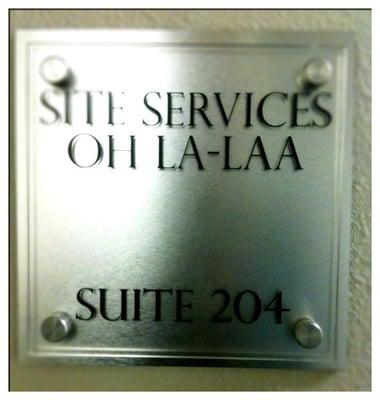 SITE SERVICES
OH LA-LAA
SUITE 204